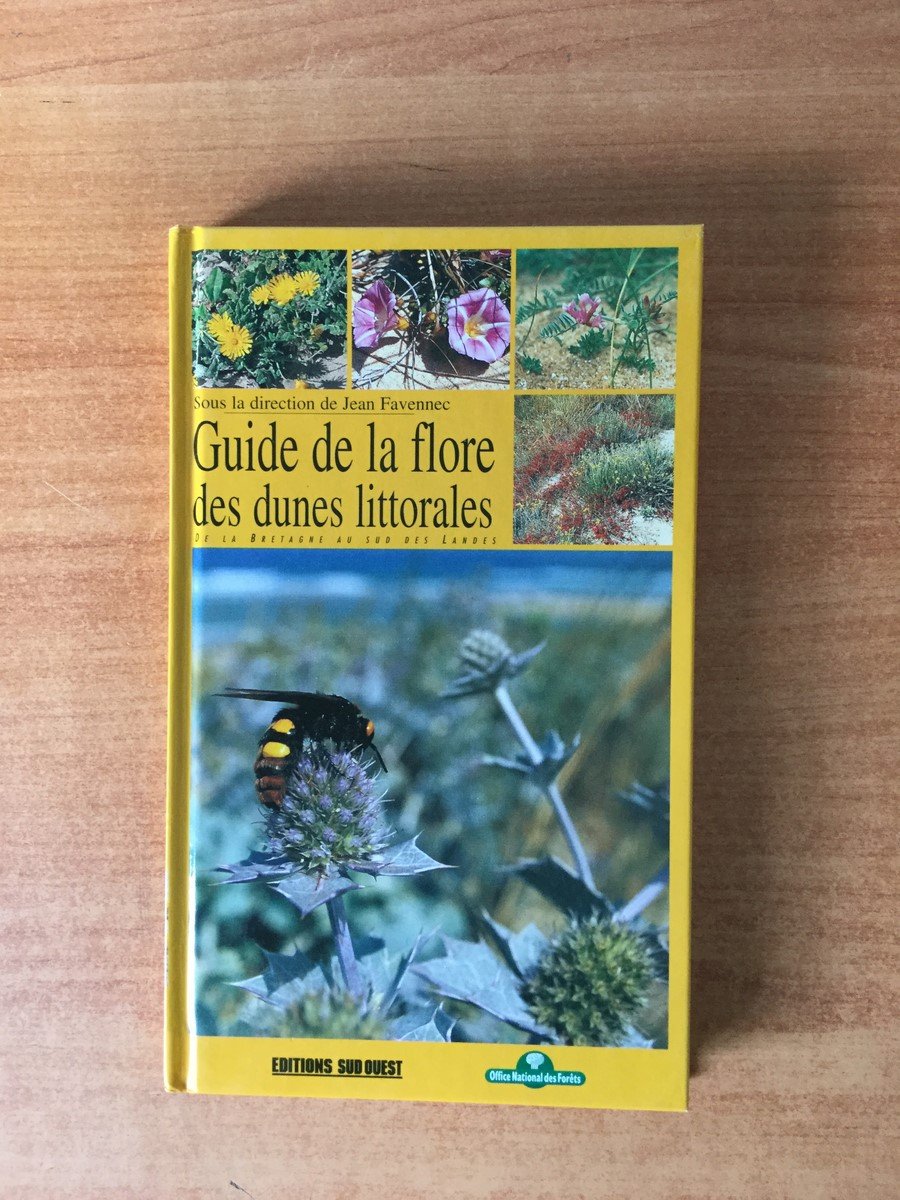 Sous la direction de Jean Favennec
Guide de la flore
des dunes littorales
DE LA BRETAGNE AU SUD DES LANDES
EDITIONS SUD OUEST
Office National des Forêts